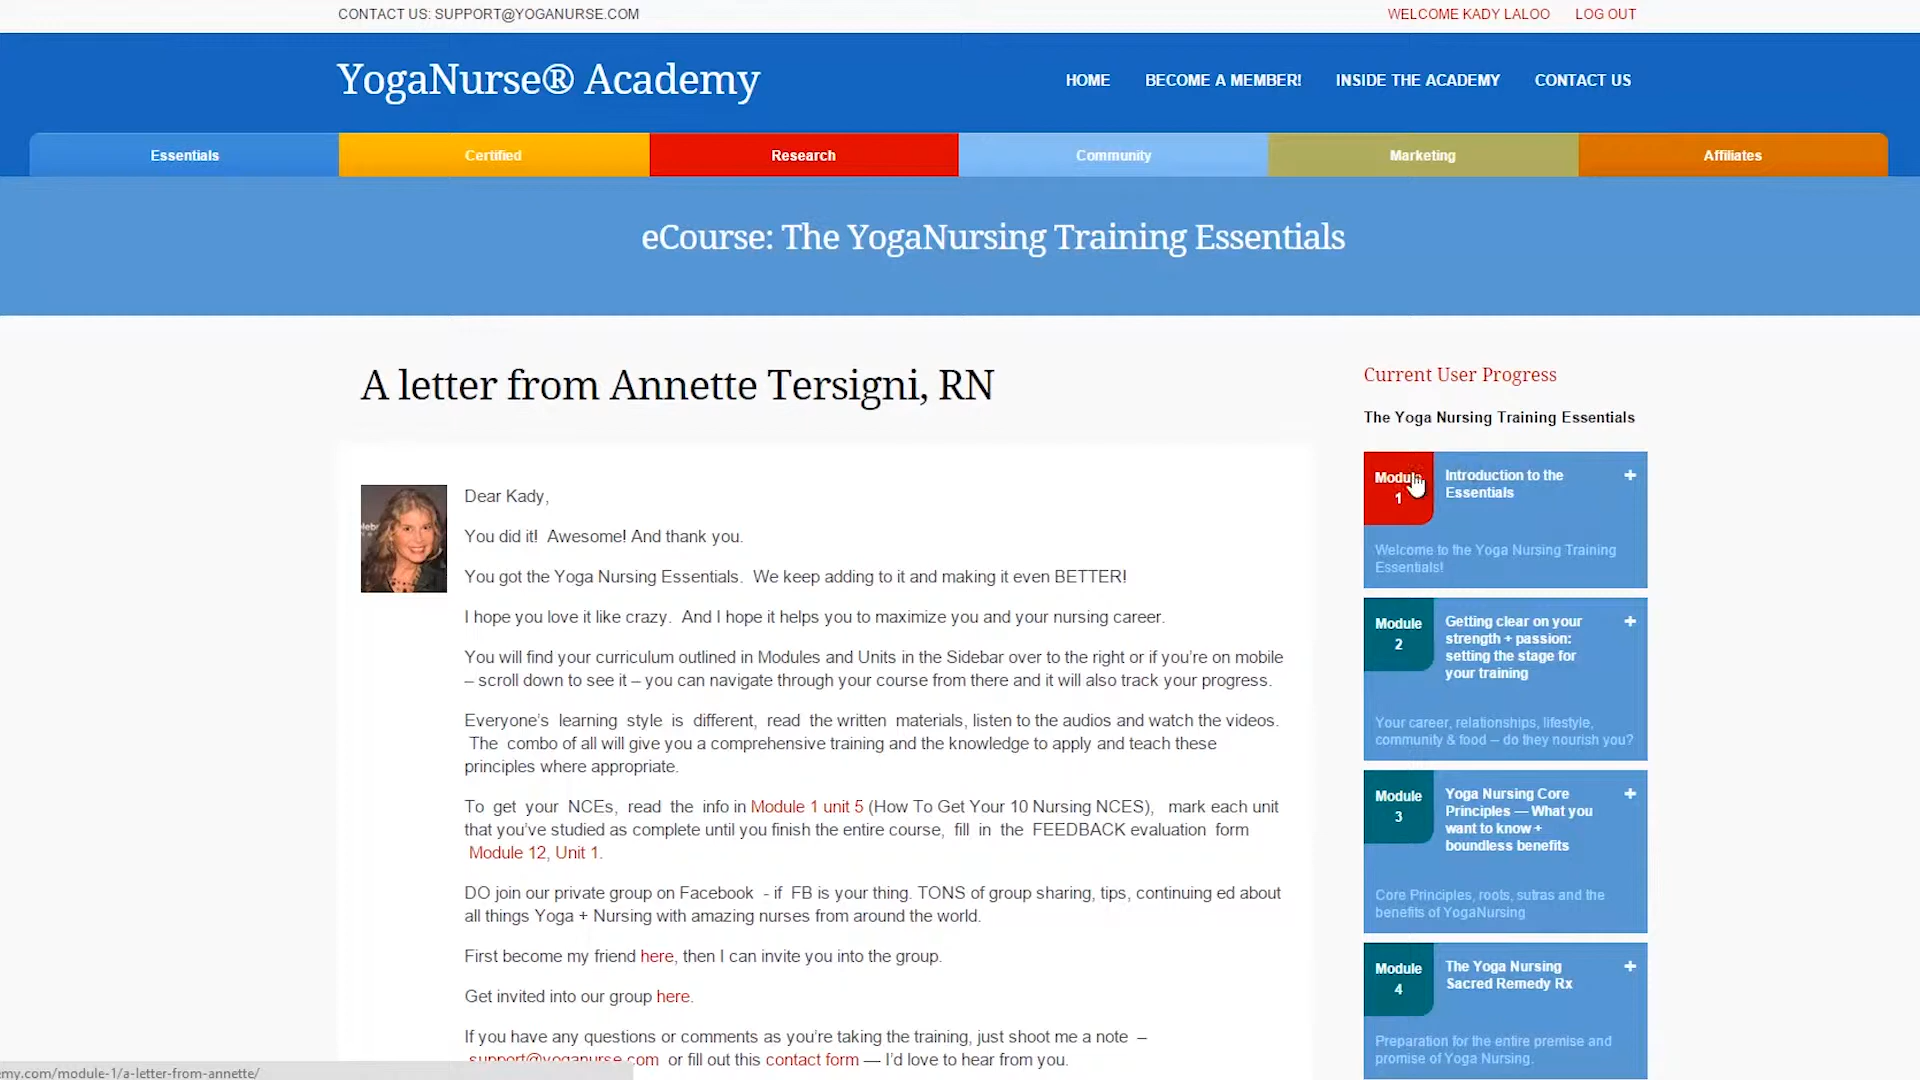 CONTACT US: SUPPORT@YOGANURSE.COM
WELCOME KADY LALOO LOG OUT
YogaNurse® Academy
HOME BECOME A MEMBER! INSIDE THE ACADEMY CONTACT US
Essentials Certified Research Community Marketing Affiliates
eCourse: The YogaNursing Training Essentials
A letter from Annette Tersigni, RN
Dear Kady,
You did it! Awesome! And thank you.
You got the Yoga Nursing Essentials. We keep adding to it and making it even BETTER!
I hope you love it like crazy. And I hope it helps you to maximize you and your nursing career.
You will find your curriculum outlined in Modules and Units in the Sidebar over to the right or if you're on mobile
– scroll down to see it – you can navigate through your course from there and it will also track your progress.
Everyone's learning style is different, read the written materials, listen to the audios and watch the videos.
The combo of all will give you a comprehensive training and the knowledge to apply and teach these
principles where appropriate.
To get your NCEs, read the info in Module 1 unit 5 (How To Get Your 10 Nursing NCES), mark each unit
that you've studied as complete until you finish the entire course, fill in the FEEDBACK evaluation form
Module 12, Unit 1.
DO join our private group on Facebook - if FB is your thing. TONS of group sharing, tips, continuing ed about
all things Yoga + Nursing with amazing nurses from around the world.
First become my friend here, then I can invite you into the group.
Get invited into our group here.
If you have any questions or comments as you're taking the training, just shoot me a note –
support@yoganurse.com or fill out this contact form — I'd love to hear from you.
Current User Progress
The Yoga Nursing Training Essentials
Module
1
Introduction to the
Essentials
+
Welcome to the Yoga Nursing Training
Essentials!
Module
2
Getting clear on your
strength + passion:
setting the stage for
your training
+
Your career, relationships, lifestyle,
community & food – do they nourish you?
Module
3
Yoga Nursing Core
Principles — What you
want to know +
boundless benefits
+
Core Principles, roots, sutras and the
benefits of YogaNursing
Module
4
The Yoga Nursing
Sacred Remedy Rx
+
Preparation for the entire premise and
promise of Yoga Nursing.
emy.com/module-1/a-letter-from-annette/